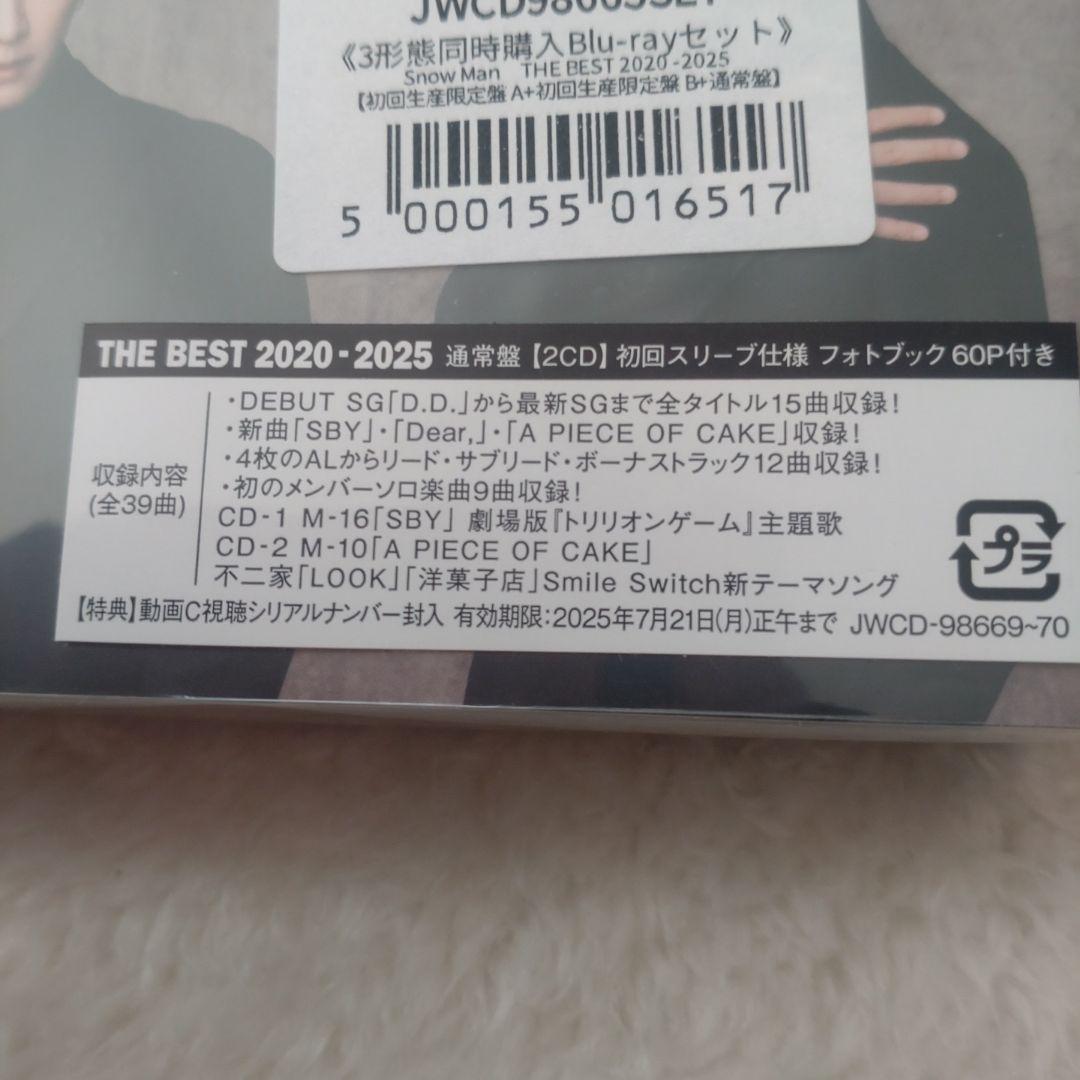 《3形態同時購入Blu-rayセット》
Snow Man THE BEST 2020-2025
【初回生産限定盤A+初回生産限定盤B+通常盤】
5 000155 016517
THE BEST 2020-2025 通常盤【2CD】初回スリーブ仕様 フォトブック60P付き
収録内容
(全39曲)
・DEBUT SG「D.D.」から最新SGまで全タイトル15曲収録!
・新曲「SBY」・「Dear,」・「A PIECE OF CAKE」収録!
・4枚のALからリード・サブリード・ボーナストラック12曲収録!
・初のメンバーソロ楽曲9曲収録!
CD-1 M-16「SBY」 劇場版『トリリオンゲーム』主題歌
CD-2 M-10「A PIECE OF CAKE」
不二家「LOOK」「洋菓子店」Smile Switch新テーマソング
プラ
【特典】動画C視聴シリアルナンバー封入 有効期限:2025年7月21日(月)正午まで JWCD-98669~70